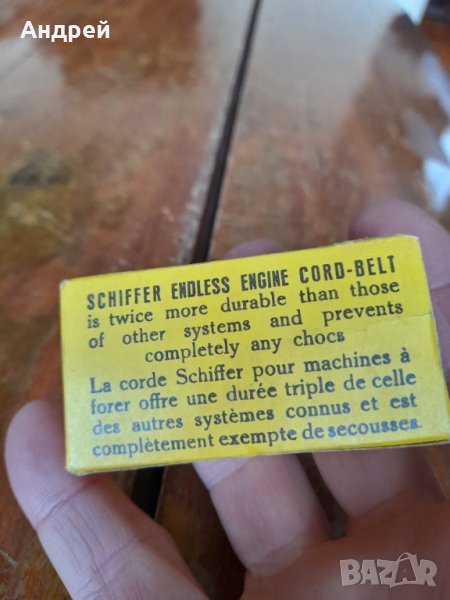 Андрей
SCHIFFER ENDLESS ENGINE CORD-BELT
is twice more durable than those
of other systems and prevents
completely any chocs
La corde Schiffer pour machines à
forer offre une durée triple de celle
des autres systèmes connus et est
complètement exempte de secousses.
BAZAR